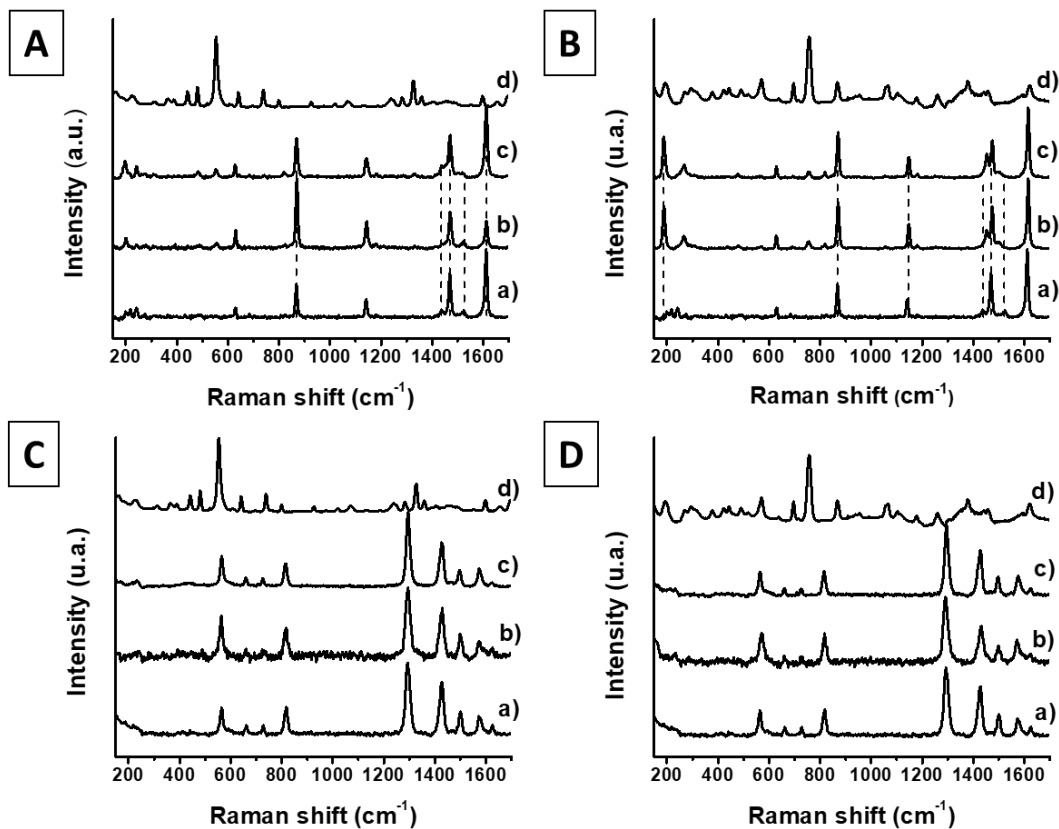 A
Intensity (a.u.)
d)
c)
b)
a)
200 400 600 800 1000 1200 1400 1600
Raman shift (cm⁻¹)
B
Intensity (u.a.)
d)
c)
b)
a)
200 400 600 800 1000 1200 1400 1600
Raman shift (cm⁻¹)
C
Intensity (u.a.)
d)
c)
b)
a)
200 400 600 800 1000 1200 1400 1600
Raman shift (cm⁻¹)
D
Intensity (u.a.)
d)
c)
b)
a)
200 400 600 800 1000 1200 1400 1600
Raman shift (cm⁻¹)